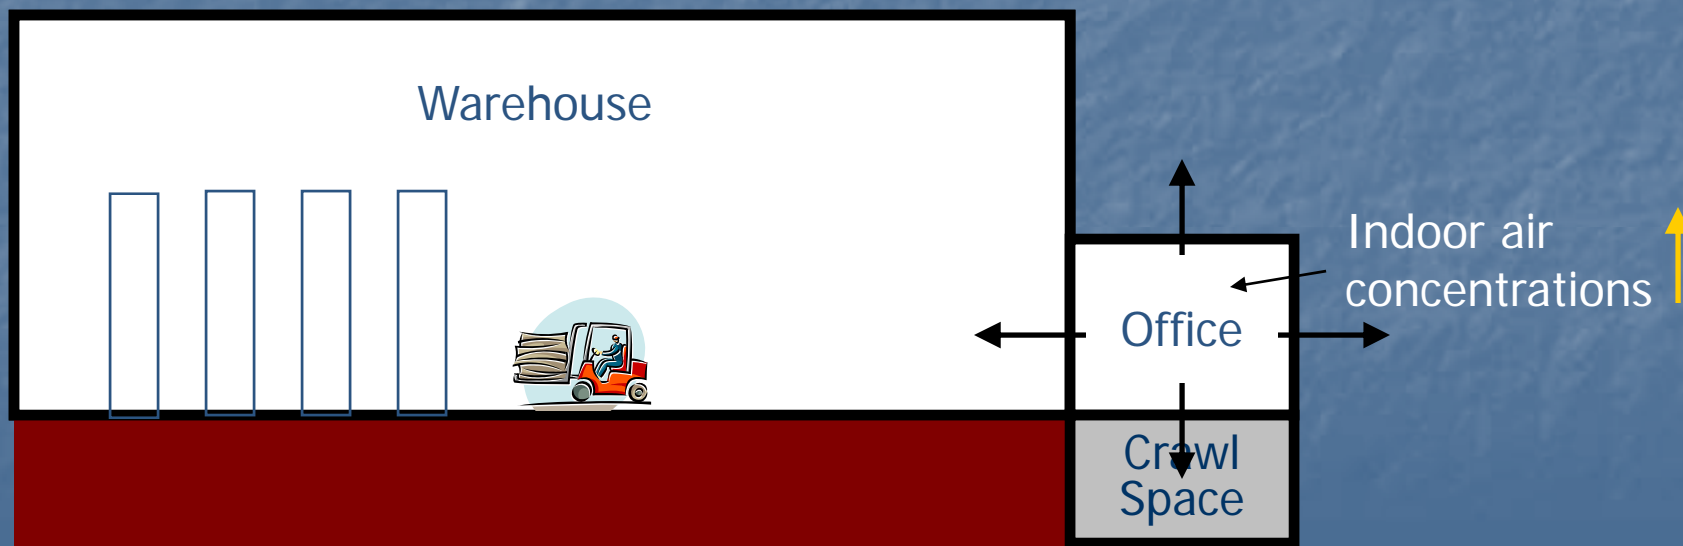 Warehouse
Indoor air
concentrations
Office
Crawl
Space